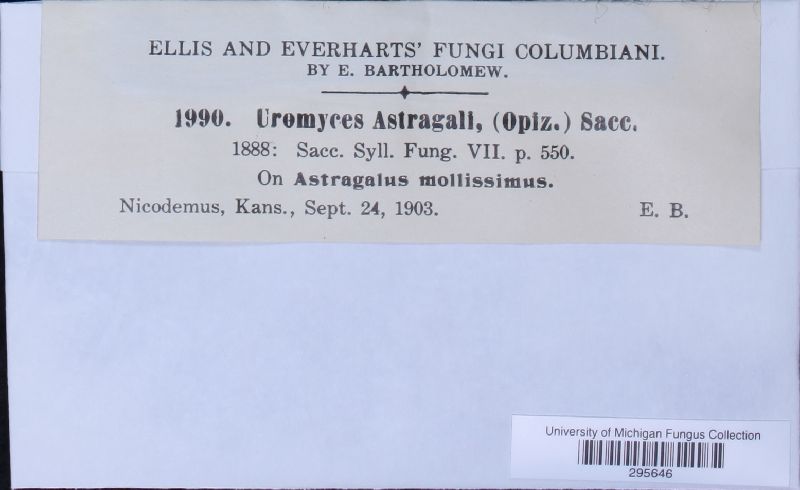 ELLIS AND EVERHARTS' FUNGI COLUMBIANI.
BY E. BARTHOLOMEW.
1990. Uromyces Astragali, (Opiz.) Sacc.
1888: Sacc. Syll. Fung. VII. p. 550.
On Astragalus mollissimus.
Nicodemus, Kans., Sept. 24, 1903. E. B.
University of Michigan Fungus Collection
295646